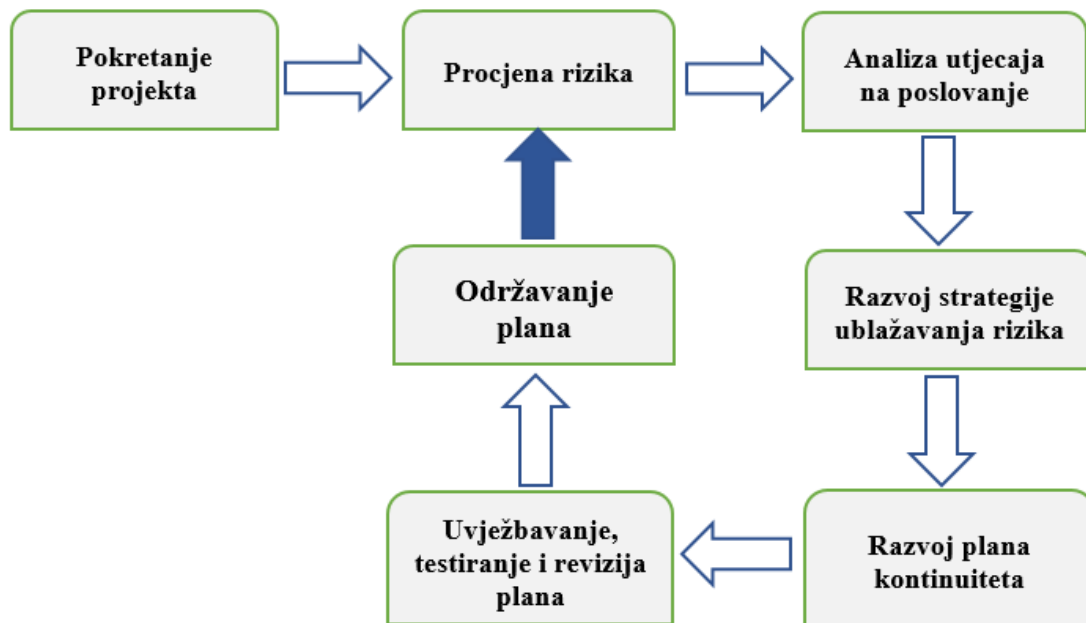 Pokretanje
projekta
Procjena rizika
Analiza utjecaja
na poslovanje
Razvoj strategije
ublažavanja rizika
Razvoj plana
kontinuiteta
Uvježbavanje,
testiranje i revizija
plana
Održavanje
plana